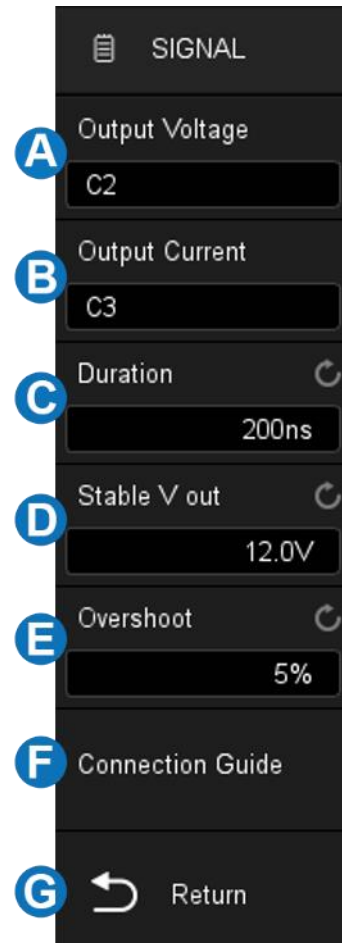 SIGNAL
A
Output Voltage
C2
B
Output Current
C3
C
Duration
200ns
D
Stable V out
12.0V
E
Overshoot
5%
F
Connection Guide
G
Return